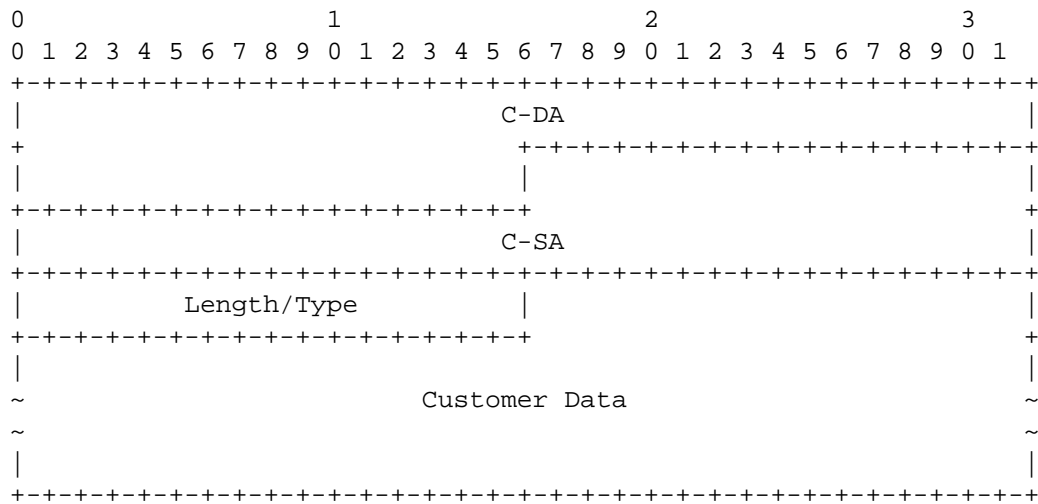 0                   1                   2                   3
0 1 2 3 4 5 6 7 8 9 0 1 2 3 4 5 6 7 8 9 0 1 2 3 4 5 6 7 8 9 0 1
+-+-+-+-+-+-+-+-+-+-+-+-+-+-+-+-+-+-+-+-+-+-+-+-+-+-+-+-+-+-+-+-+
|                              C-DA                             |
+                               +-+-+-+-+-+-+-+-+-+-+-+-+-+-+-+-+
|                               |                               |
+-+-+-+-+-+-+-+-+-+-+-+-+-+-+-+-+                               +
|                              C-SA                             |
+-+-+-+-+-+-+-+-+-+-+-+-+-+-+-+-+-+-+-+-+-+-+-+-+-+-+-+-+-+-+-+-+
|          Length/Type          |                               |
+-+-+-+-+-+-+-+-+-+-+-+-+-+-+-+-+                               +
|                                                               |
~                         Customer Data                         ~
~                                                               ~
|                                                               |
+-+-+-+-+-+-+-+-+-+-+-+-+-+-+-+-+-+-+-+-+-+-+-+-+-+-+-+-+-+-+-+-+